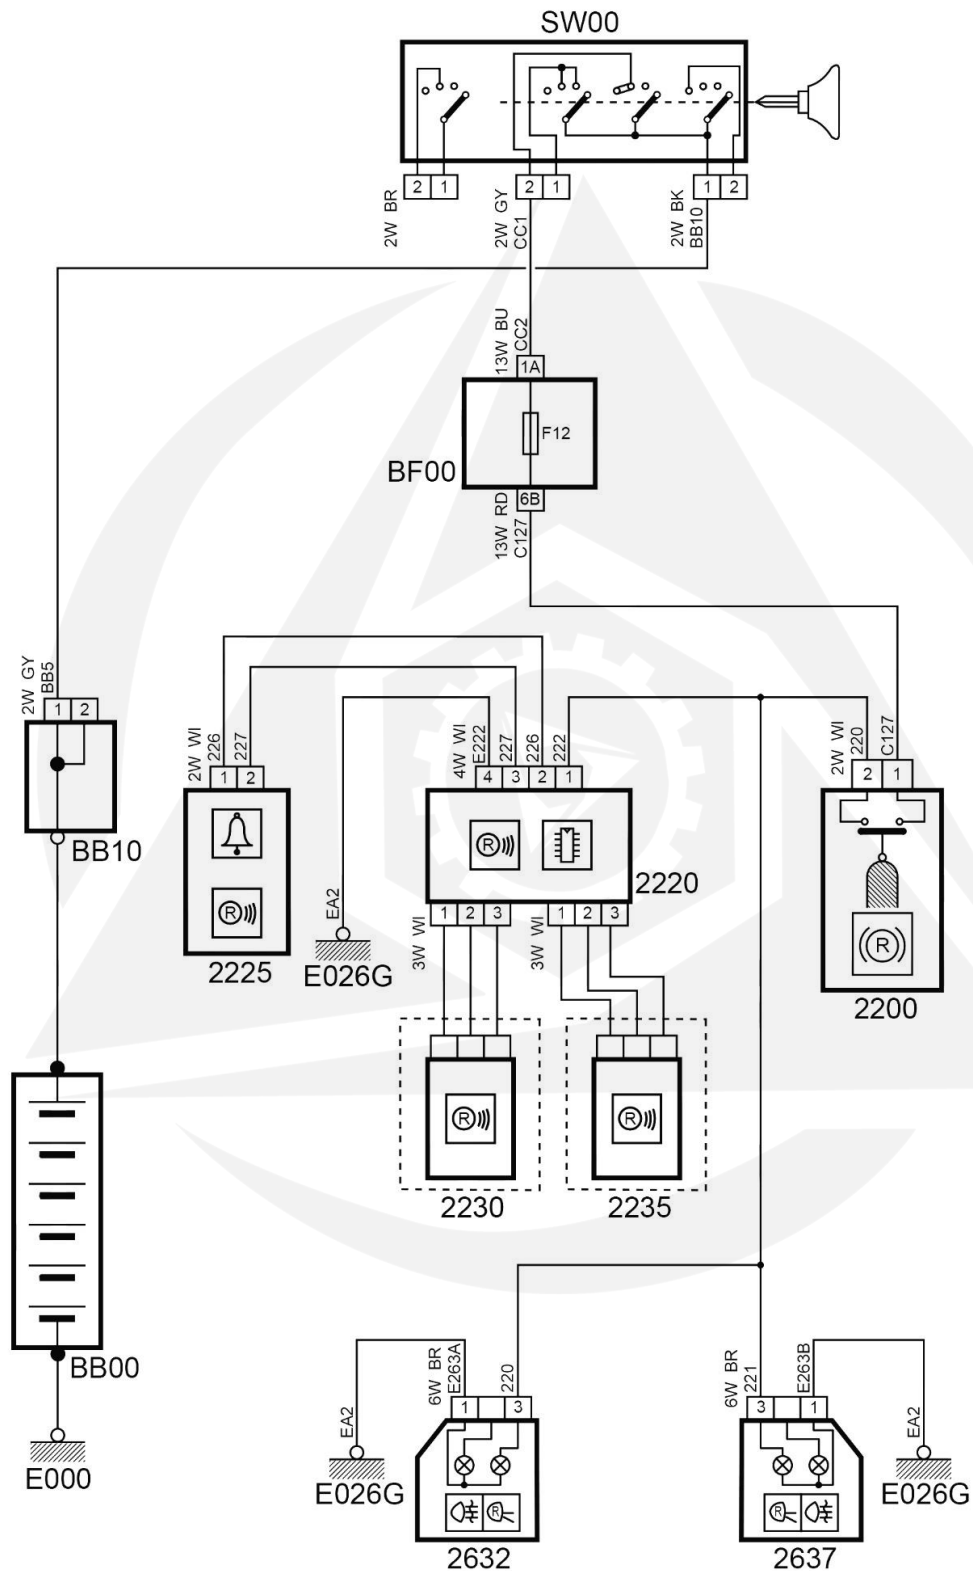 SW00
2 1
2 1
1 2
2W BR
2W GY
CC1
2W BK
BB10
13W BU
CC2
1A
F12
BF00
6B
13W RD
C127
2W GY
BB5
1 2
BB10
2W WI
226
227
1 2
4W WI
E222
227
226
222
4 3 2 1
2W WI
220
C127
2 1
R
R
2220
2225
EA2
E026G
3W WI
1 2 3
3W WI
1 2 3
R
2200
R
R
2230
2235
BB00
E000
6W BR
E263A
220
1 3
EA2
E026G
R
2632
6W BR
221
E263B
3 1
EA2
E026G
R
2637